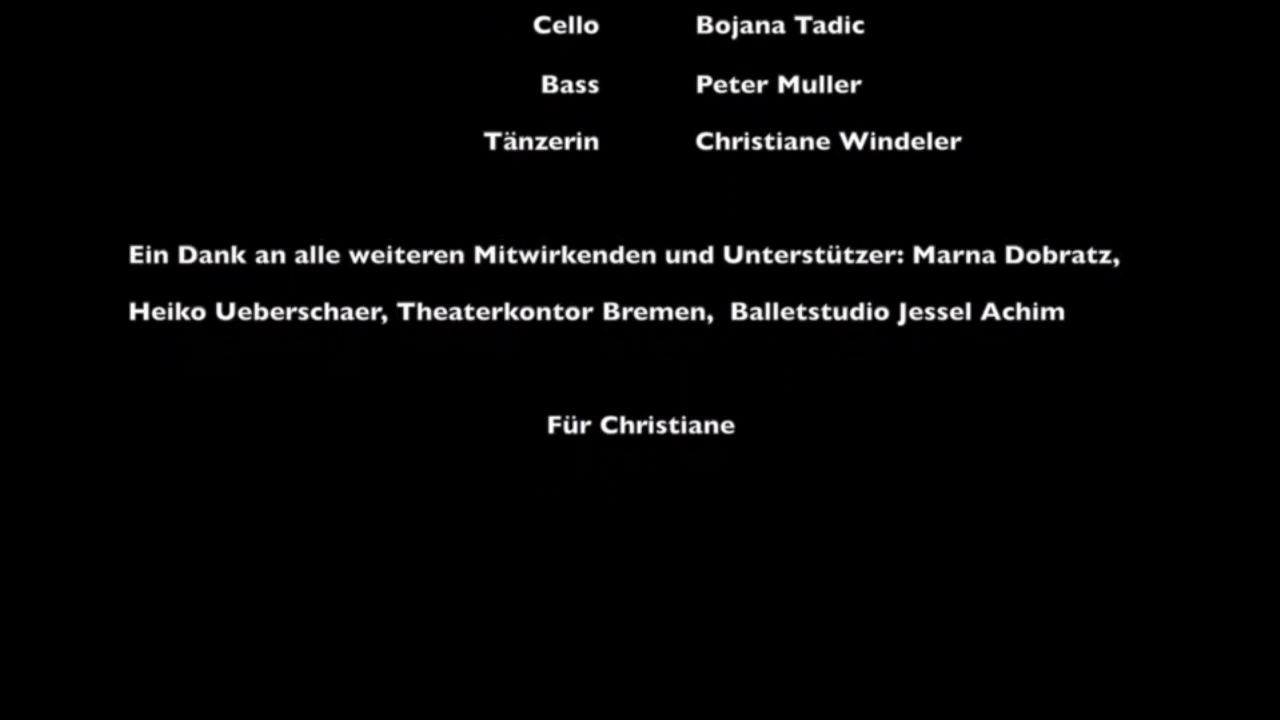 Cello Bojana Tadic
Bass Peter Muller
Tänzerin Christiane Windeler
Ein Dank an alle weiteren Mitwirkenden und Unterstützer: Marna Dobratz,
Heiko Ueberschaer, Theaterkontor Bremen,  Balletstudio Jessel Achim
Für Christiane